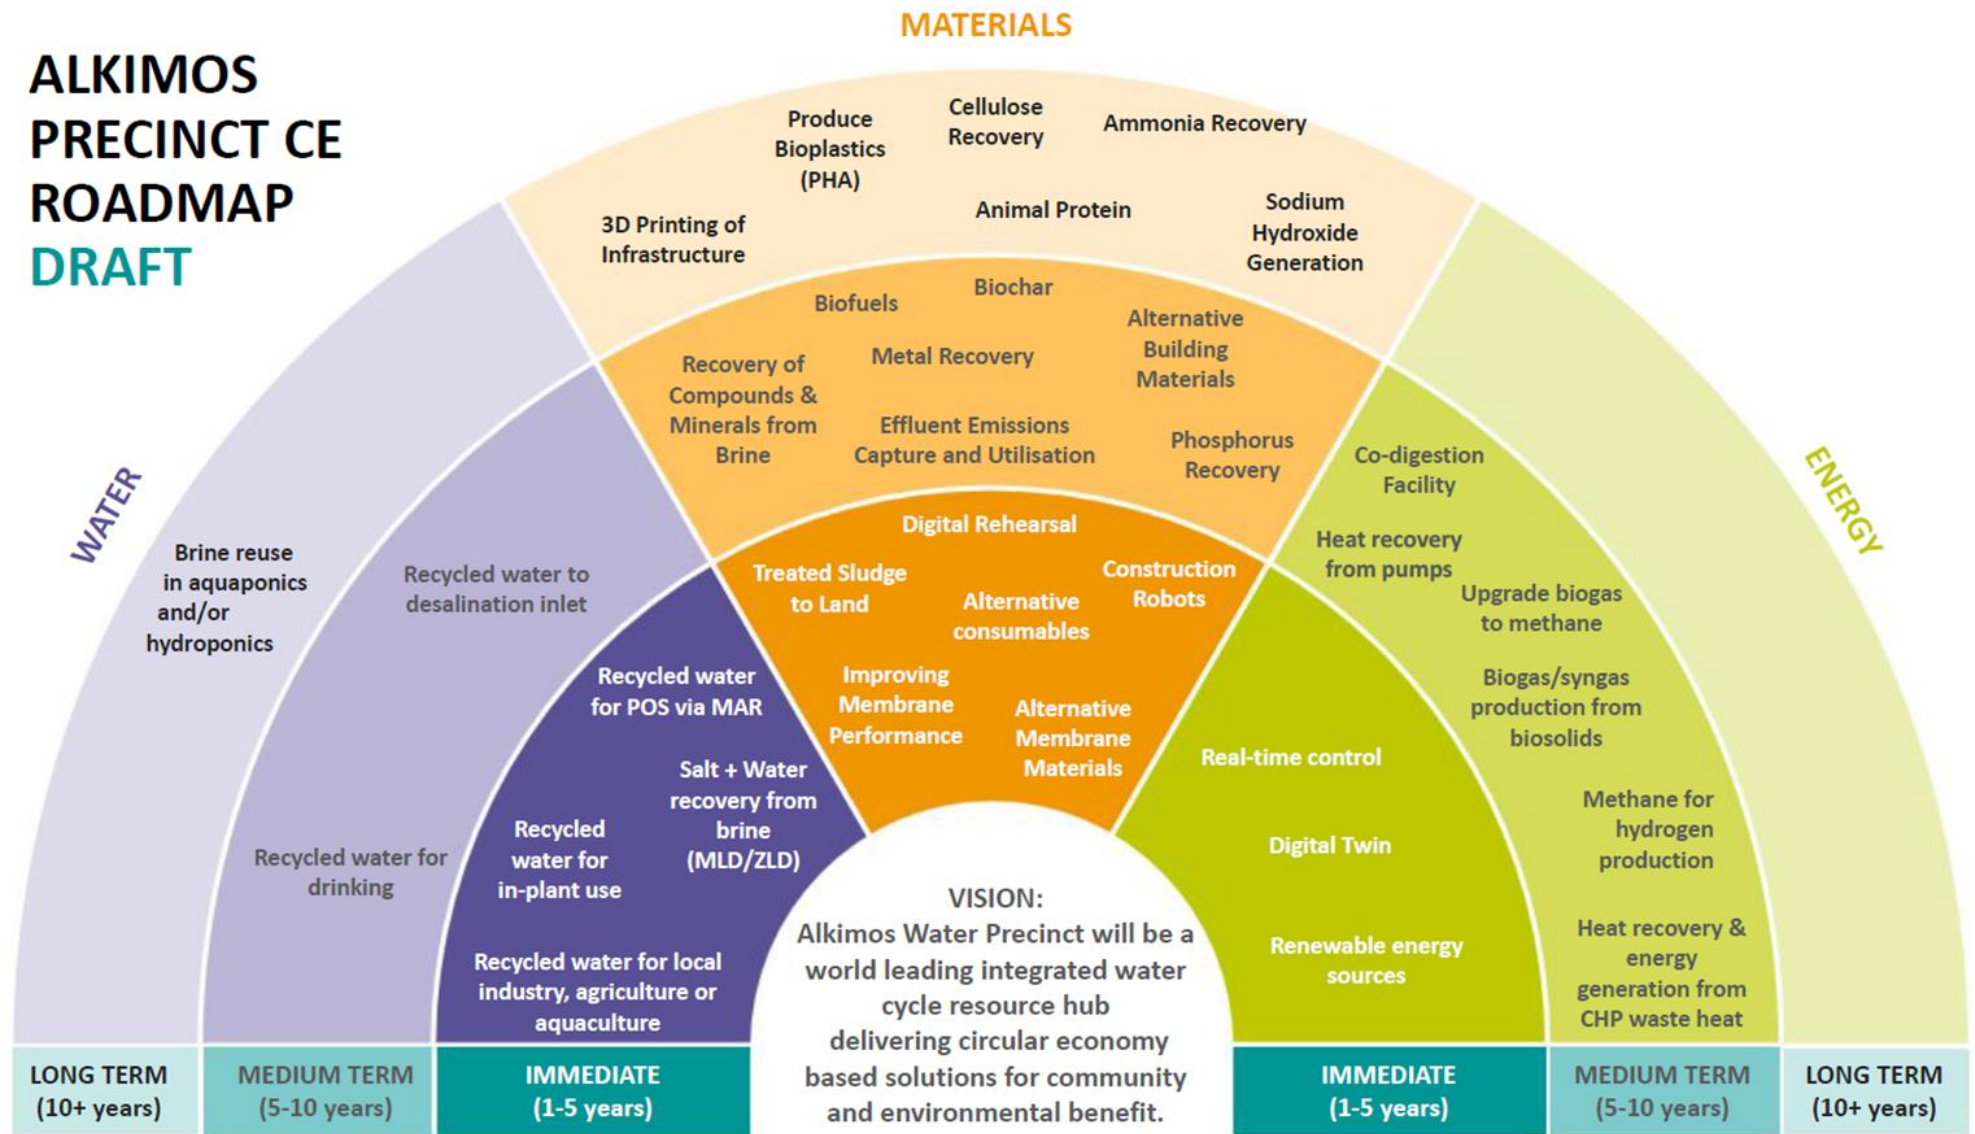 ALKIMOS
PRECINCT CE
ROADMAP
DRAFT
MATERIALS
Produce
Bioplastics
(PHA)
Cellulose
Recovery
Ammonia Recovery
3D Printing of
Infrastructure
Animal Protein
Sodium
Hydroxide
Generation
Biofuels
Biochar
Alternative
Building
Materials
Recovery of
Compounds &
Minerals from
Brine
Metal Recovery
Effluent Emissions
Capture and Utilisation
Phosphorus
Recovery
Digital Rehearsal
Treated Sludge
to Land
Alternative
consumables
Construction
Robots
Improving
Membrane
Performance
Alternative
Membrane
Materials
WATER
Brine reuse
in aquaponics
and/or
hydroponics
Recycled water to
desalination inlet
Recycled water for
drinking
Recycled water
for POS via MAR
Salt + Water
recovery from
brine
(MLD/ZLD)
Recycled
water for
in-plant use
Recycled water for local
industry, agriculture or
aquaculture
ENERGY
Co-digestion
Facility
Heat recovery
from pumps
Upgrade biogas
to methane
Biogas/syngas
production from
biosolids
Methane for
hydrogen
production
Heat recovery &
energy
generation from
CHP waste heat
Real-time control
Digital Twin
Renewable energy
sources
VISION:
Alkimos Water Precinct will be a
world leading integrated water
cycle resource hub
delivering circular economy
based solutions for community
and environmental benefit.
LONG TERM
(10+ years)
MEDIUM TERM
(5-10 years)
IMMEDIATE
(1-5 years)
IMMEDIATE
(1-5 years)
MEDIUM TERM
(5-10 years)
LONG TERM
(10+ years)